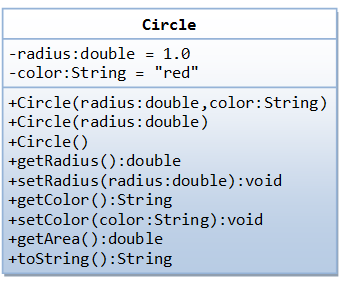 Circle
-radius:double = 1.0
-color:String = "red"
+Circle(radius:double,color:String)
+Circle(radius:double)
+Circle()
+getRadius():double
+setRadius(radius:double):void
+getColor():String
+setColor(color:String):void
+getArea():double
+toString():String